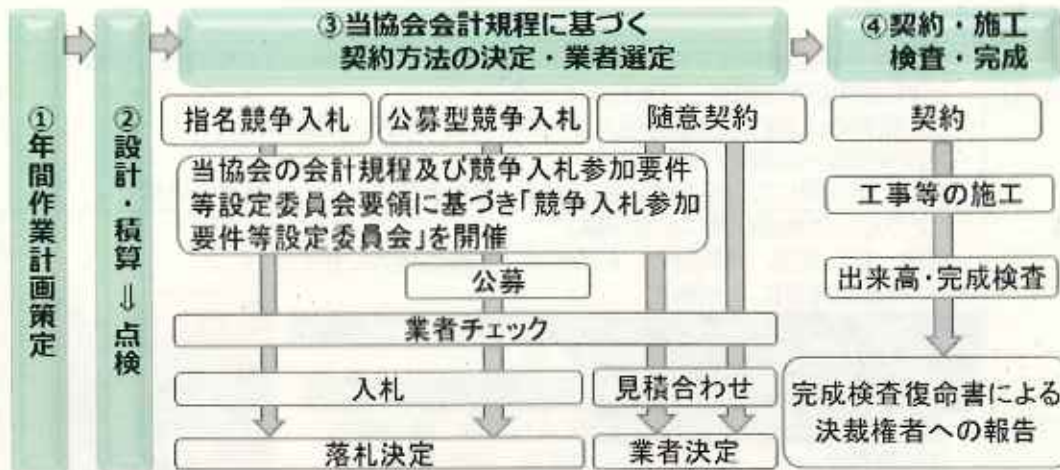 ①年間作業計画策定
②設計・積算⇒点検
③当協会会計規程に基づく
契約方法の決定・業者選定
指名競争入札
公募型競争入札
随意契約
当協会の会計規程及び競争入札参加要件
等設定委員会要領に基づき「競争入札参加
要件等設定委員会」を開催
公募
業者チェック
入札
見積合わせ
落札決定
業者決定
④契約・施工
検査・完成
契約
工事等の施工
出来高・完成検査
完成検査復命書による
決裁権者への報告